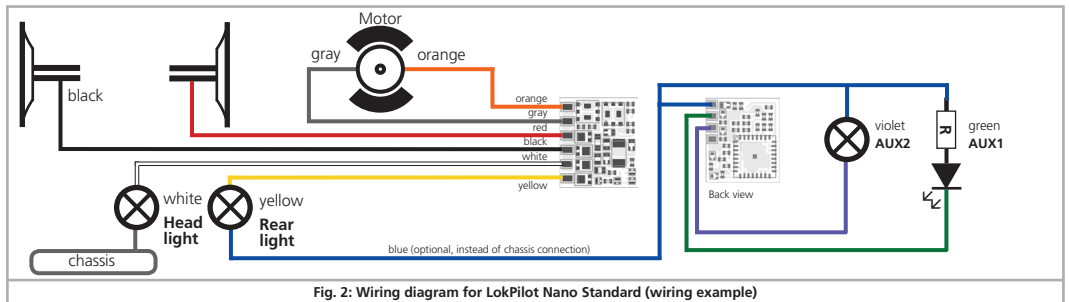 Motor
gray
orange
black
orange
gray
red
black
white
yellow
white
Head
light
yellow
Rear
light
chassis
blue (optional, instead of chassis connection)
Back view
violet
AUX2
R
green
AUX1
Fig. 2: Wiring diagram for LokPilot Nano Standard (wiring example)